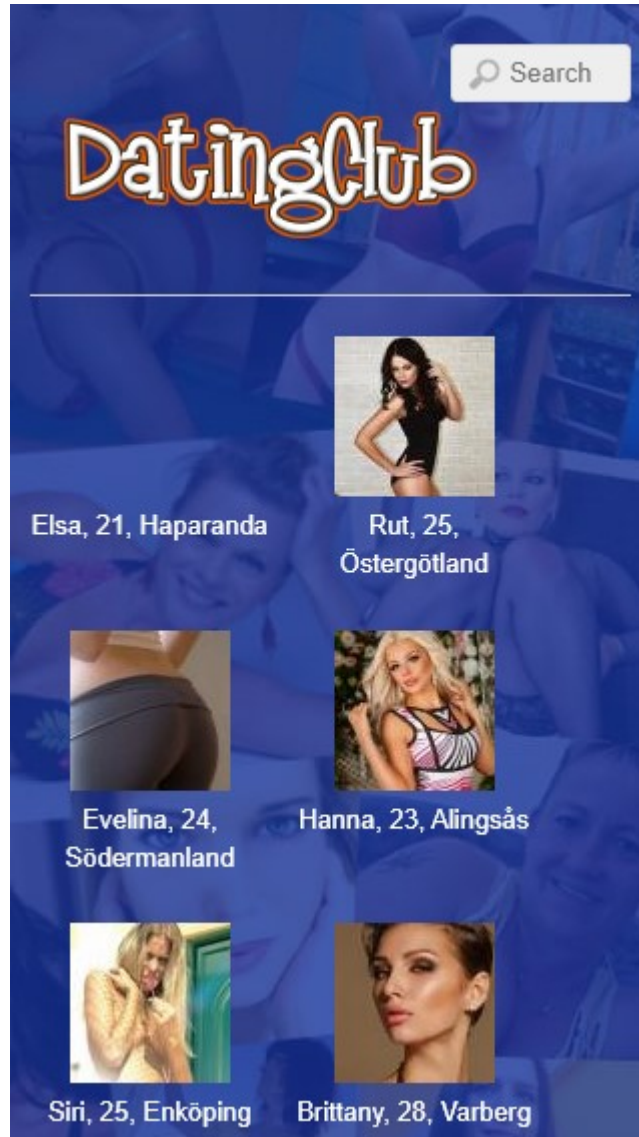 Search
DatingClub
Elsa, 21, Haparanda
Rut, 25,
Östergötland
Evelina, 24,
Södermanland
Hanna, 23, Alingsås
Siri, 25, Enköping
Brittany, 28, Varberg